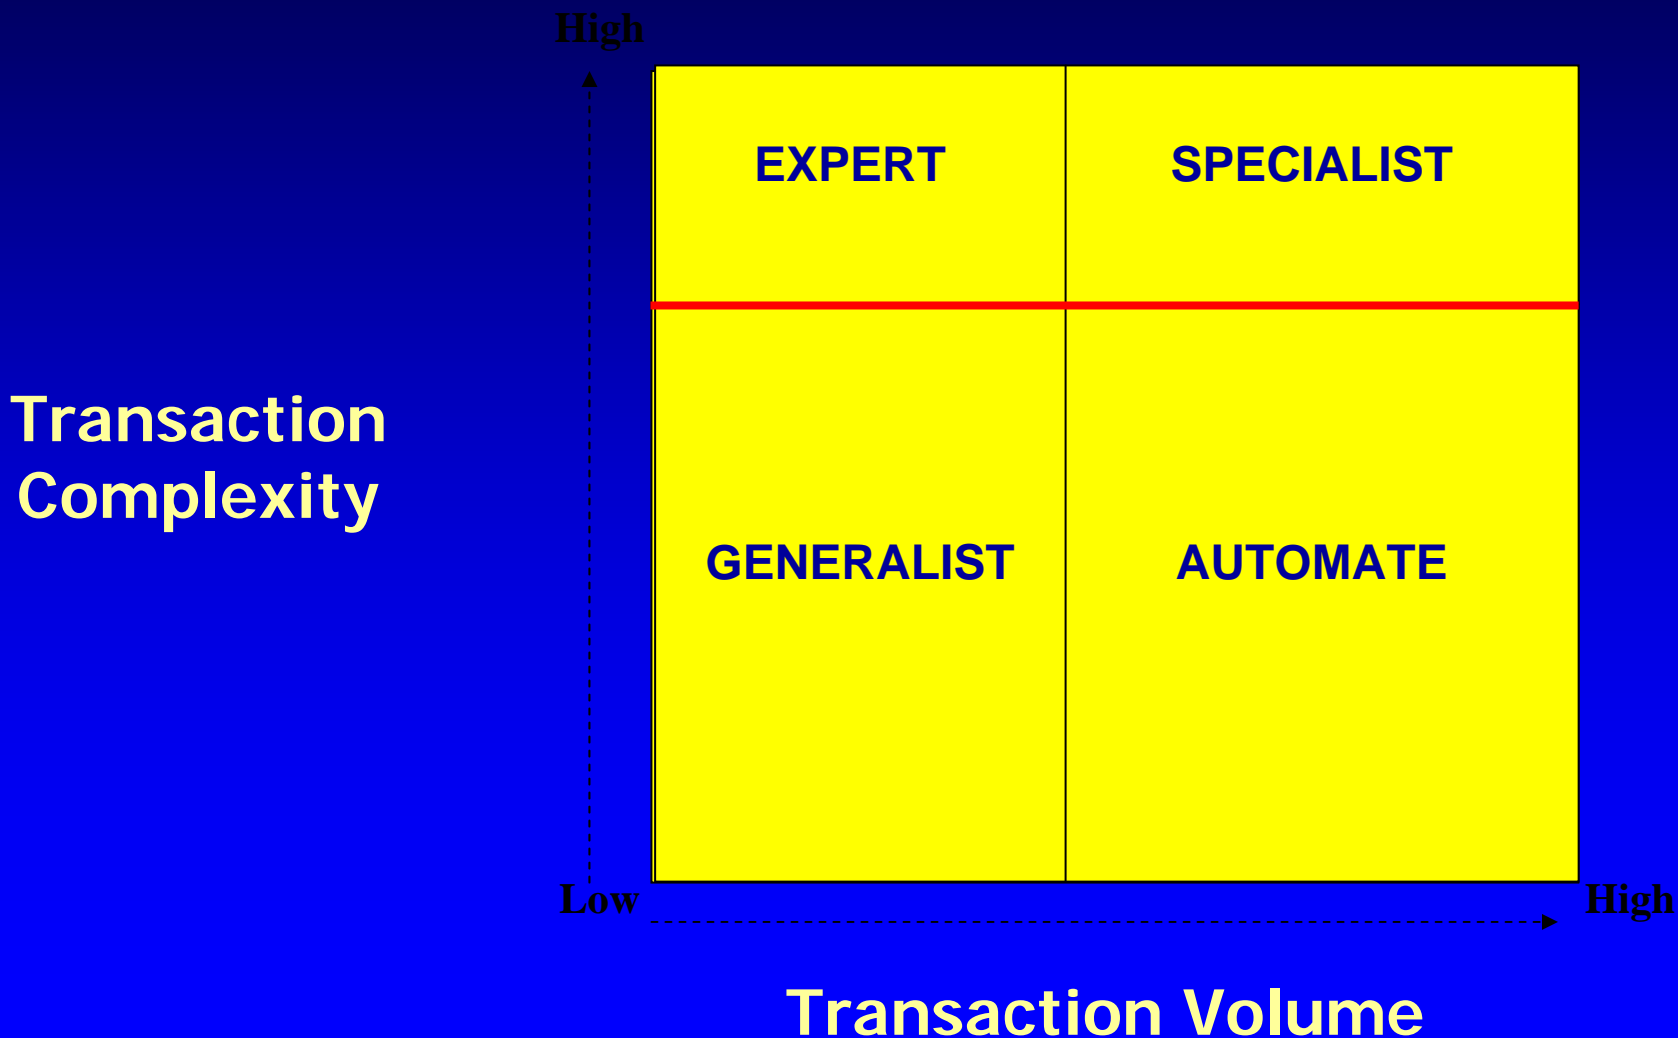 High
EXPERT SPECIALIST
Transaction
Complexity
GENERALIST AUTOMATE
Low High
Transaction Volume